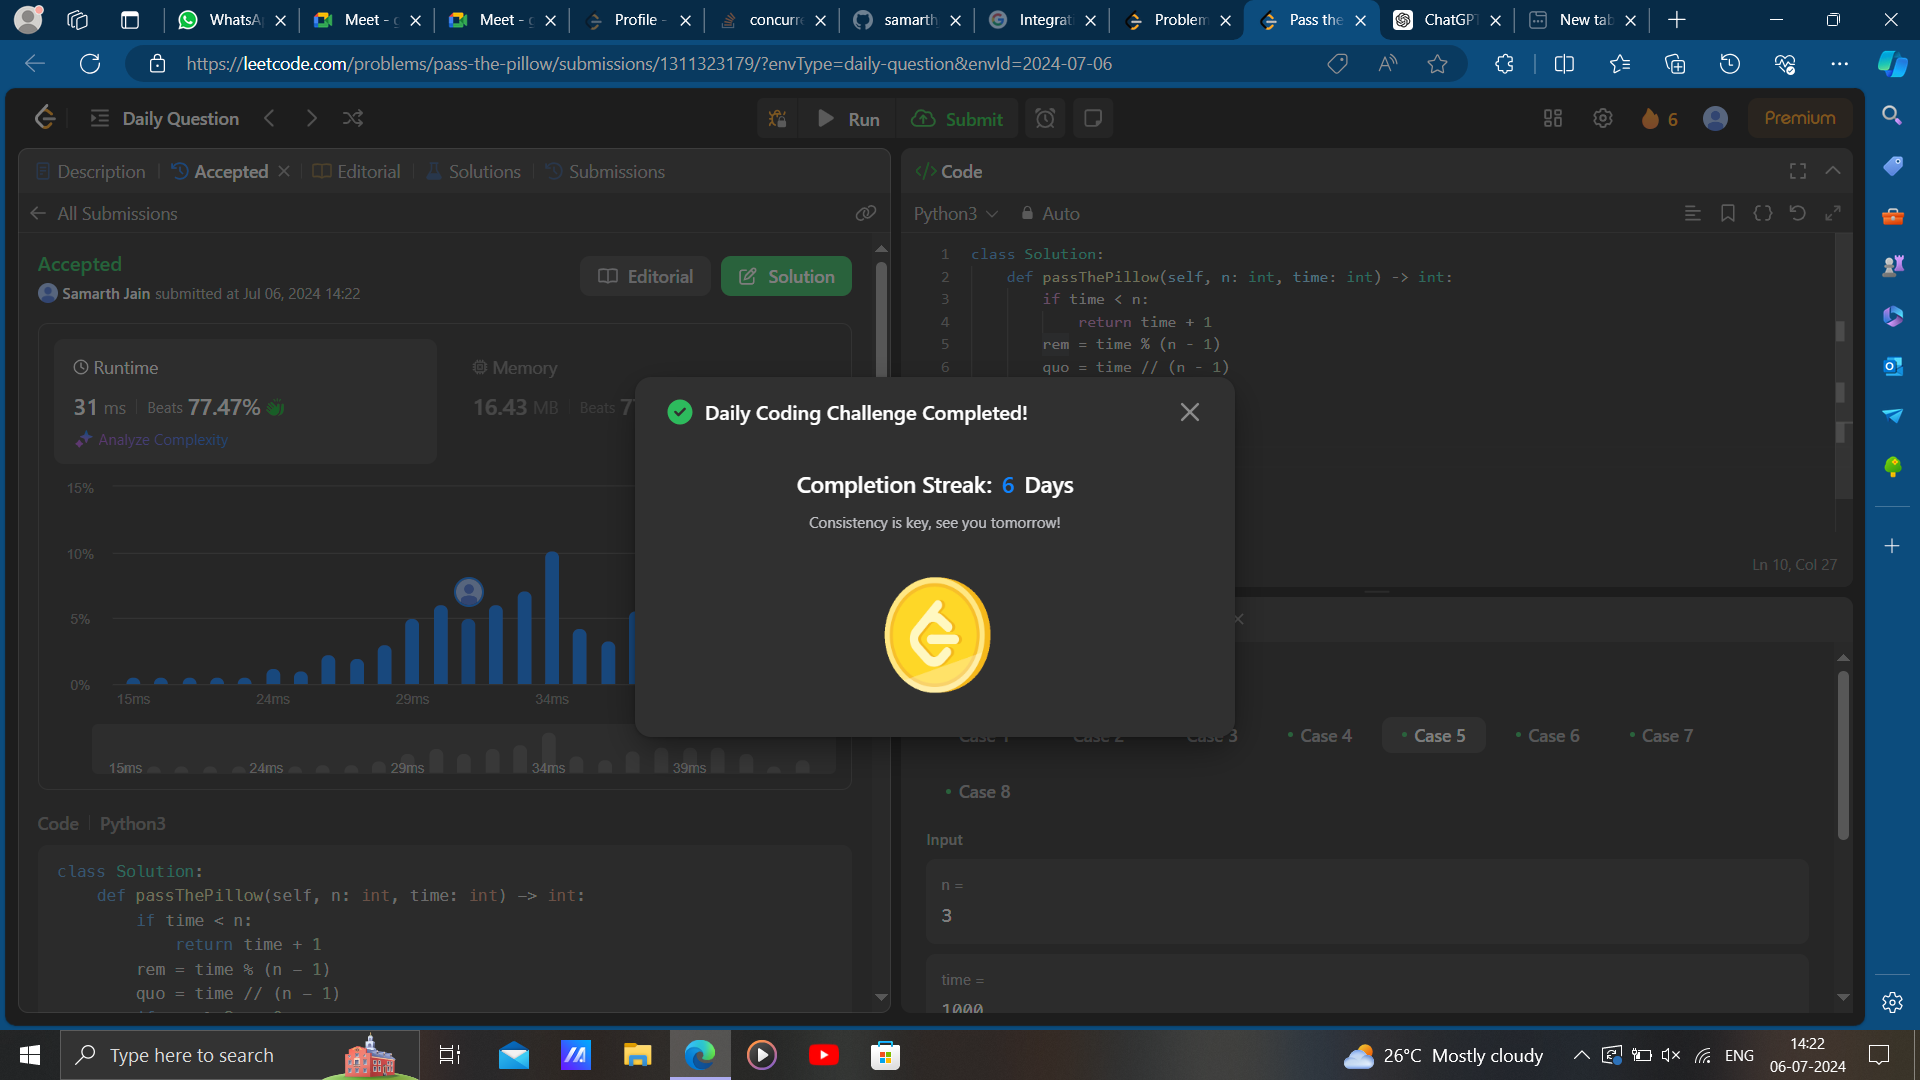 WhatsA
Meet - g
Meet - g
Profile -
concurre
samarth
Integrat
Problem
Pass the
ChatGPT
New tab
https://leetcode.com/problems/pass-the-pillow/submissions/1311323179/?envType=daily-question&envId=2024-07-06
Daily Question
Run
Submit
6
Premium
Description
Accepted
Editorial
Solutions
Submissions
All Submissions
Accepted
Samarth Jain submitted at Jul 06, 2024 14:22
Editorial
Solution
Runtime
31 ms Beats 77.47%
Analyze Complexity
Memory
16.43 MB Beats
15%
10%
5%
0%
15ms 24ms 29ms 34ms
15ms 24ms 29ms 34ms 39ms
Code Python3
class Solution:
def passThePillow(self, n: int, time: int) -> int:
if time < n:
return time + 1
rem = time % (n - 1)
quo = time // (n - 1)
</> Code
Python3 Auto
1 class Solution:
2 def passThePillow(self, n: int, time: int) -> int:
3 if time < n:
4 return time + 1
5 rem = time % (n - 1)
6 quo = time // (n - 1)
Ln 10, Col 27
Daily Coding Challenge Completed!
Completion Streak: 6 Days
Consistency is key, see you tomorrow!
Case 1 Case 2 Case 3 Case 4 Case 5 Case 6 Case 7
Case 8
Input
n =
3
time =
1000
Type here to search
26°C Mostly cloudy
ENG
14:22
06-07-2024